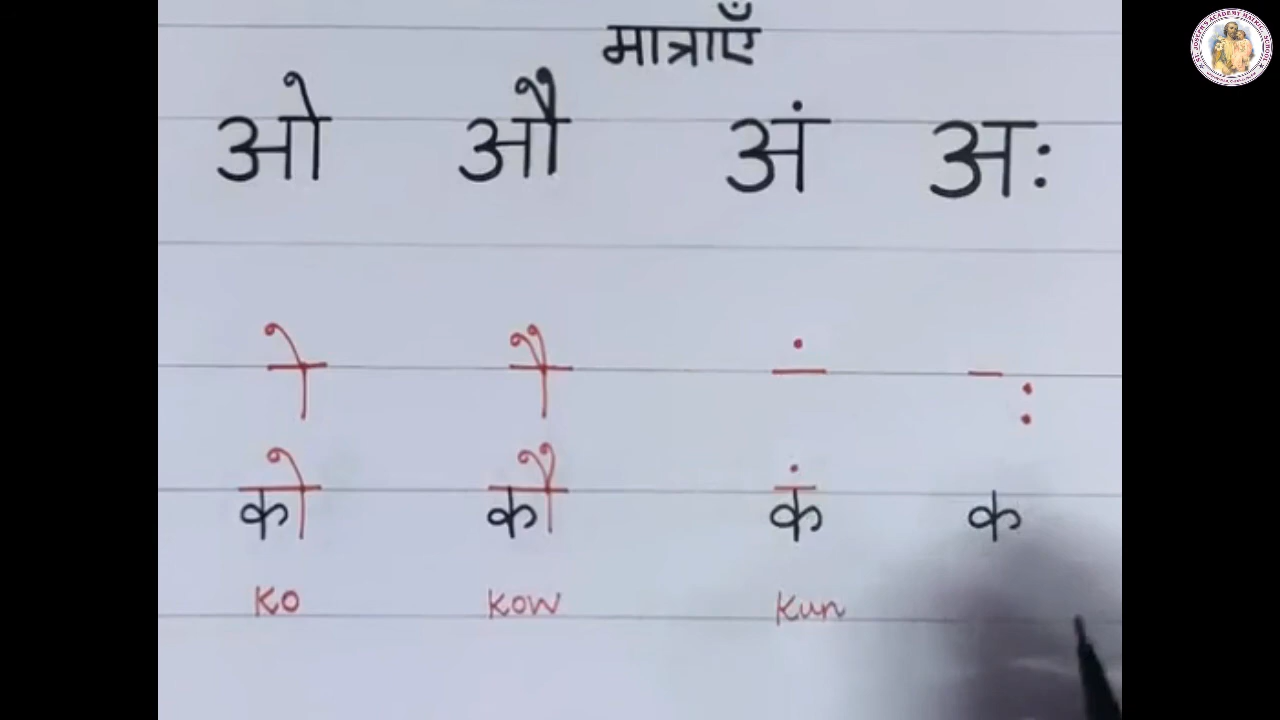 मात्राएँ
ओ औ अं अः
ो ौ ं ः
को कौ कं क
Ko Kow Kun